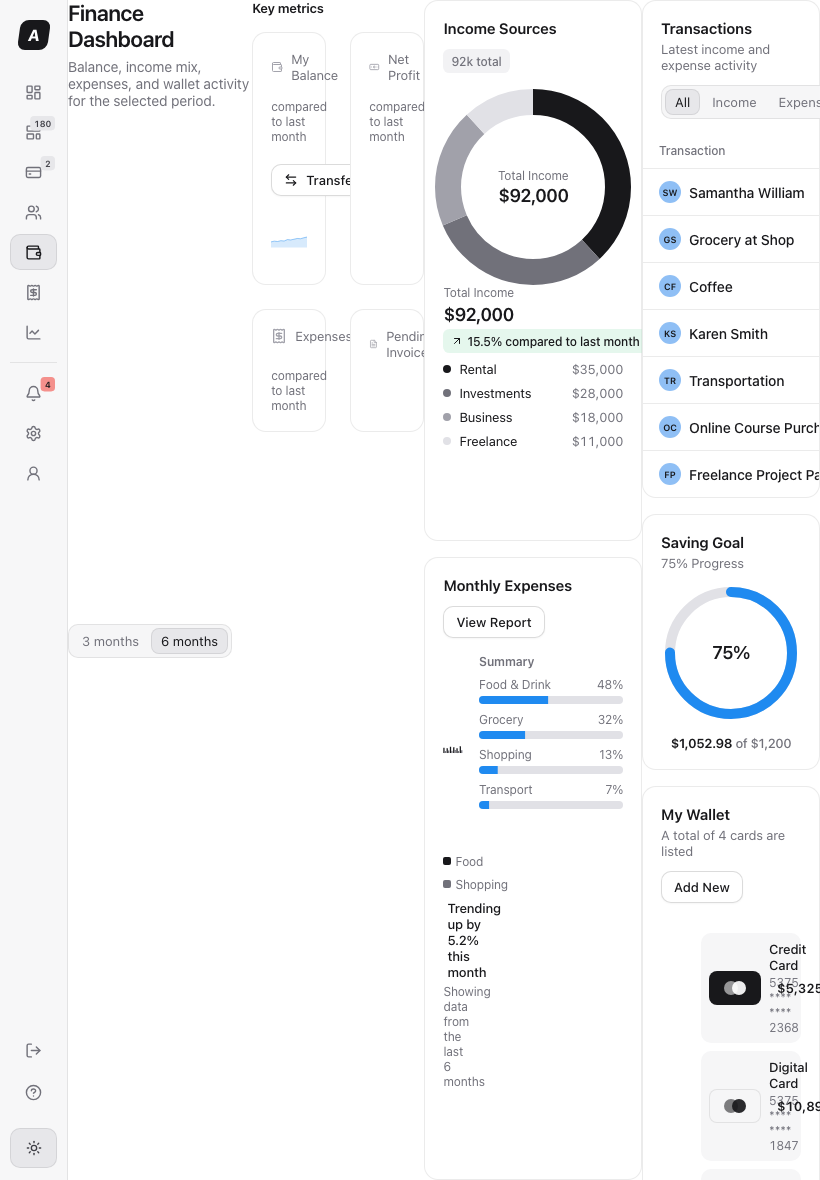 A
180
2
4
Finance
Dashboard
Balance, income mix,
expenses, and wallet activity
for the selected period.
3 months
6 months
Key metrics
My
Balance
compared
to last
month
Transfe
Net
Profit
compared
to last
month
Expenses
compared
to last
month
Pendin
Invoice
Income Sources
92k total
Total Income
$92,000
Total Income
$92,000
15.5% compared to last month
Rental $35,000
Investments $28,000
Business $18,000
Freelance $11,000
Monthly Expenses
View Report
Summary
Food & Drink 48%
Grocery 32%
Shopping 13%
Transport 7%
Food
Shopping
Trending
up by
5.2%
this
month
Showing
data
from
the
last
6
months
Transactions
Latest income and
expense activity
All Income Expens
Transaction
SW Samantha William
GS Grocery at Shop
CF Coffee
KS Karen Smith
TR Transportation
OC Online Course Purch
FP Freelance Project Pa
Saving Goal
75% Progress
75%
$1,052.98 of $1,200
My Wallet
A total of 4 cards are
listed
Add New
Credit
Card
5375
$5,325
****
****
2368
Digital
Card
5375
$10,89
****
****
1847